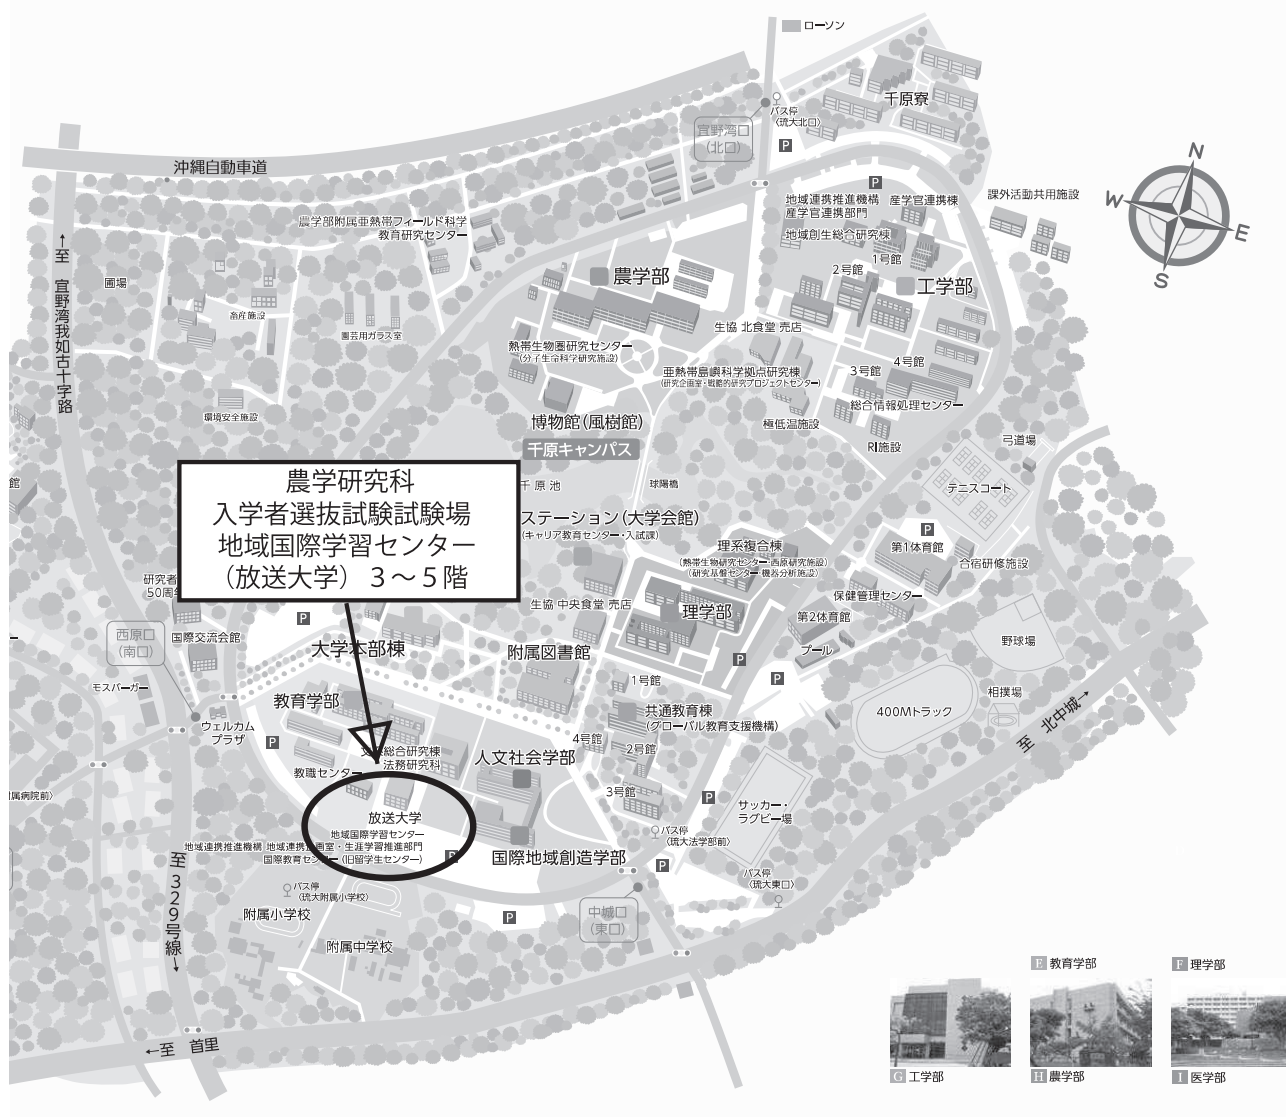 ローソン
千原寮
バス停
(琉大北口)
宜野湾口
(北口)
P
沖縄自動車道
P
地域連携推進機構
産学官連携部門
産学官連携棟
課外活動共用施設
N
W
E
S
農学部附属亜熱帯フィールド科学
教育研究センター
地域創生総合研究棟
1号館
2号館
工学部
農学部
←至 宜野湾我如古十字路
圃場
畜産施設
園芸用ガラス室
生協 北食堂 売店
熱帯生物圏研究センター
(分子生命科学研究施設)
亜熱帯島嶼科学拠点研究棟
(研究企画室・戦略的研究プロジェクトセンター)
4号館
3号館
総合情報処理センター
環境安全施設
博物館(風樹館)
極低温施設
千原キャンパス
RI施設
弓道場
農学研究科
入学者選抜試験試験場
地域国際学習センター
(放送大学)3～5階
千原池
球陽橋
テニスコート
ステーション(大学会館)
(キャリア教育センター・入試課)
P
理系複合棟
(熱帯生物研究センター 西原研究施設)
(研究基盤センター 機器分析施設)
第1体育館
合宿研修施設
館
研究者
50周年
保健管理センター
生協 中央食堂 売店
理学部
第2体育館
P
西原口
(南口)
国際交流会館
大学本部棟
附属図書館
プール
野球場
P
1号館
P
モスバーガー
教育学部
共通教育棟
(グローバル教育支援機構)
400Mトラック
相撲場
至 北中城→
ウェルカム
プラザ
P
総合研究棟
法務研究科
人文社会学部
4号館
2号館
教職センター
3号館
P
サッカー・
ラグビー場
放送大学
地域国際学習センター
地域連携推進機構 地域連携企画室・生涯学習推進部門
国際教育センター(旧留学生センター)
P
国際地域創造学部
バス停
(琉大法学部前)
P
バス停
(琉大東口)
属病院前)
至 329号線→
バス停
(琉大附属小学校)
附属小学校
附属中学校
P
中城口
(東口)
←至 首里
E 教育学部
F 理学部
G 工学部
H 農学部
I 医学部